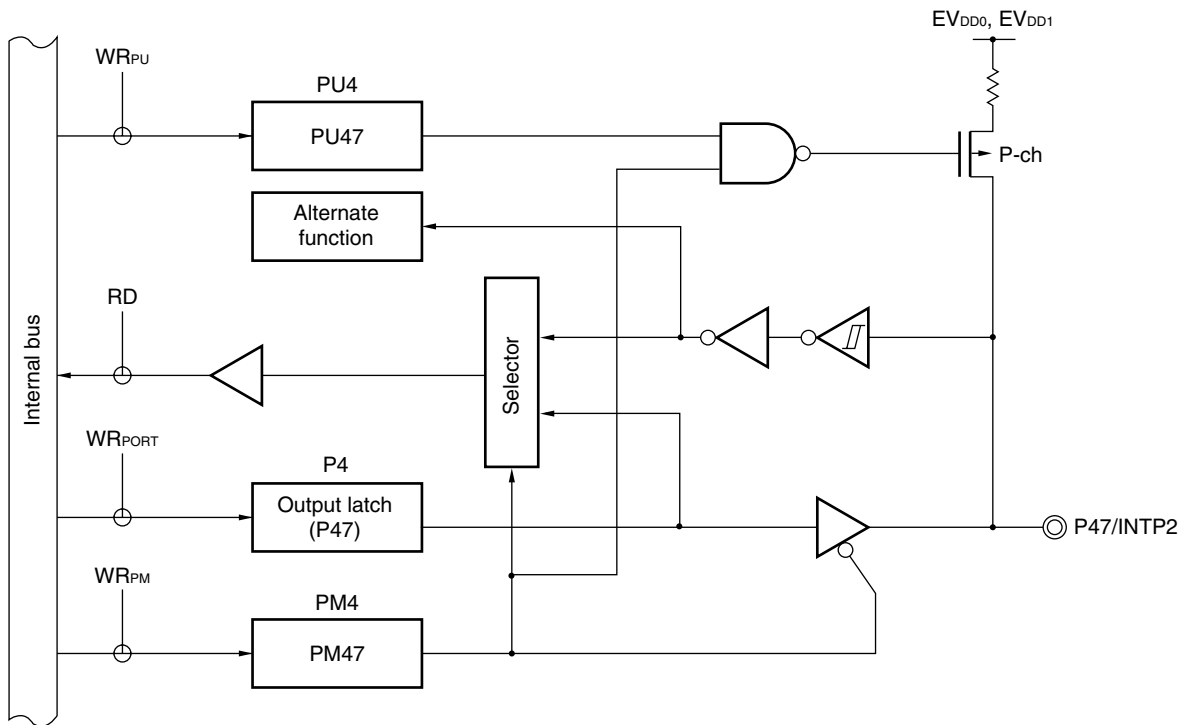 EVDD0, EVDD1
WRPU
PU4
PU47
P-ch
Alternate
function
RD
Internal bus
Selector
WRPORT
P4
Output latch
(P47)
P47/INTP2
WRPM
PM4
PM47